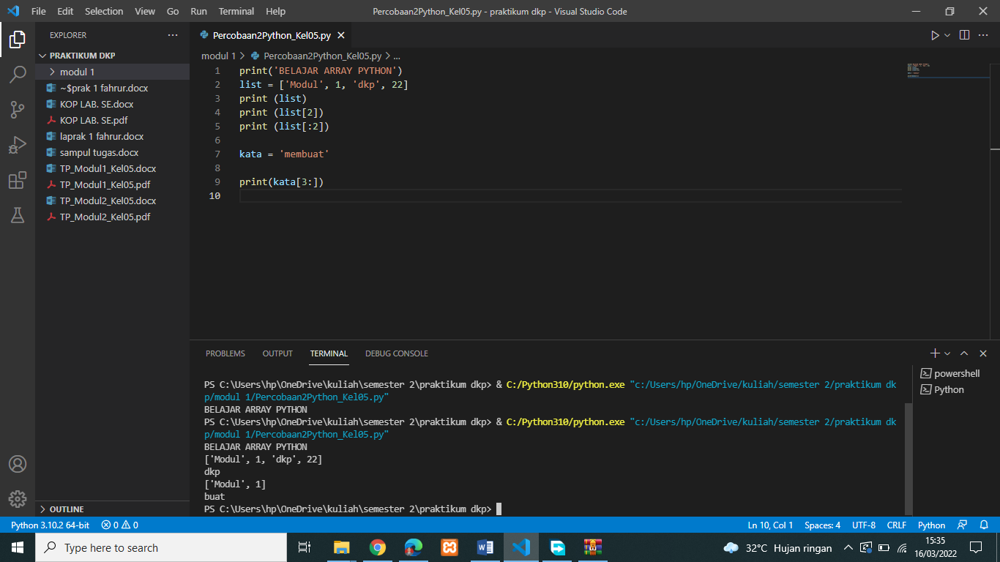 File Edit Selection View Go Run Terminal Help
Percobaan2Python_Kel05.py - praktikum dkp - Visual Studio Code
EXPLORER
PRAKTIKUM DKP
modul 1
~$prak 1 fahrur.docx
KOP LAB. SE.docx
KOP LAB. SE.pdf
laprak 1 fahrur.docx
sampul tugas.docx
TP_Modul1_Kel05.docx
TP_Modul1_Kel05.pdf
TP_Modul2_Kel05.docx
TP_Modul2_Kel05.pdf
OUTLINE
Percobaan2Python_Kel05.py
modul 1 > Percobaan2Python_Kel05.py > ...
1 print('BELAJAR ARRAY PYTHON')
2 list = ['Modul', 1, 'dkp', 22]
3 print (list)
4 print (list[2])
5 print (list[:2])
6
7 kata = 'membuat'
8
9 print(kata[3:])
10
PROBLEMS OUTPUT TERMINAL DEBUG CONSOLE
PS C:\Users\hp\OneDrive\kuliah\semester 2\praktikum dkp> & C:/Python310/python.exe "c:/Users/hp/OneDrive/kuliah/semester 2/praktikum dk
p/modul 1/Percobaan2Python_Kel05.py"
BELAJAR ARRAY PYTHON
PS C:\Users\hp\OneDrive\kuliah\semester 2\praktikum dkp> & C:/Python310/python.exe "c:/Users/hp/OneDrive/kuliah/semester 2/praktikum dk
p/modul 1/Percobaan2Python_Kel05.py"
BELAJAR ARRAY PYTHON
['Modul', 1, 'dkp', 22]
dkp
['Modul', 1]
buat
PS C:\Users\hp\OneDrive\kuliah\semester 2\praktikum dkp>
powershell
Python
Python 3.10.2 64-bit 0 0
Ln 10, Col 1 Spaces: 4 UTF-8 CRLF Python
Type here to search
32°C Hujan ringan
15:35
16/03/2022